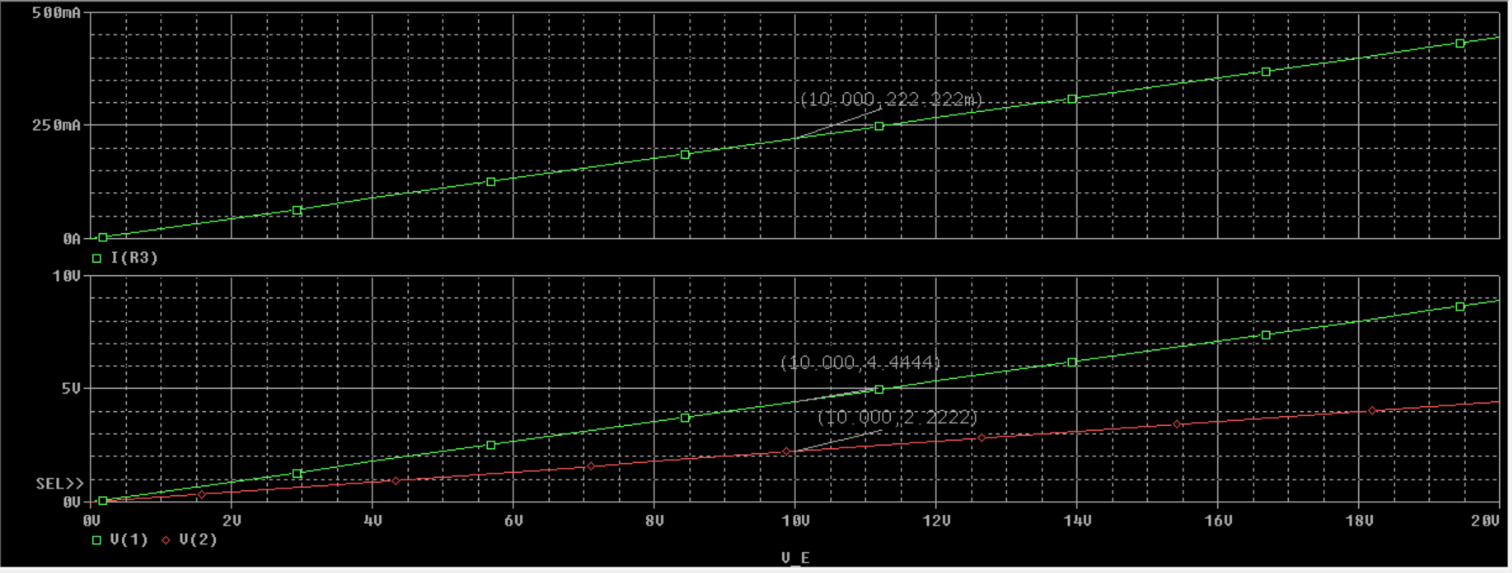 500mA
(10.000,222.222m)
250mA
0A
I(R3)
10V
(10.000,4.4444)
5V
(10.000,2.2222)
SEL>>
0V
0V 2V 4V 6V 8V 10V 12V 14V 16V 18V 20V
V(1) V(2)
V_E